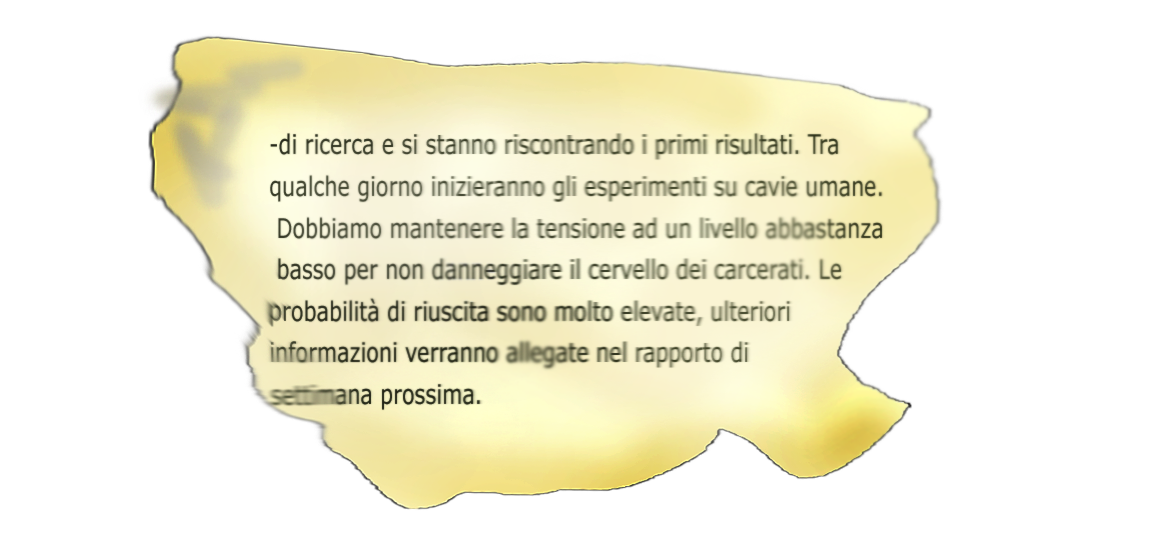 -di ricerca e si stanno riscontrando i primi risultati. Tra
qualche giorno inizieranno gli esperimenti su cavie umane.
Dobbiamo mantenere la tensione ad un livello abbastanza
basso per non danneggiare il cervello dei carcerati. Le
probabilità di riuscita sono molto elevate, ulteriori
informazioni verranno allegate nel rapporto di
settimana prossima.